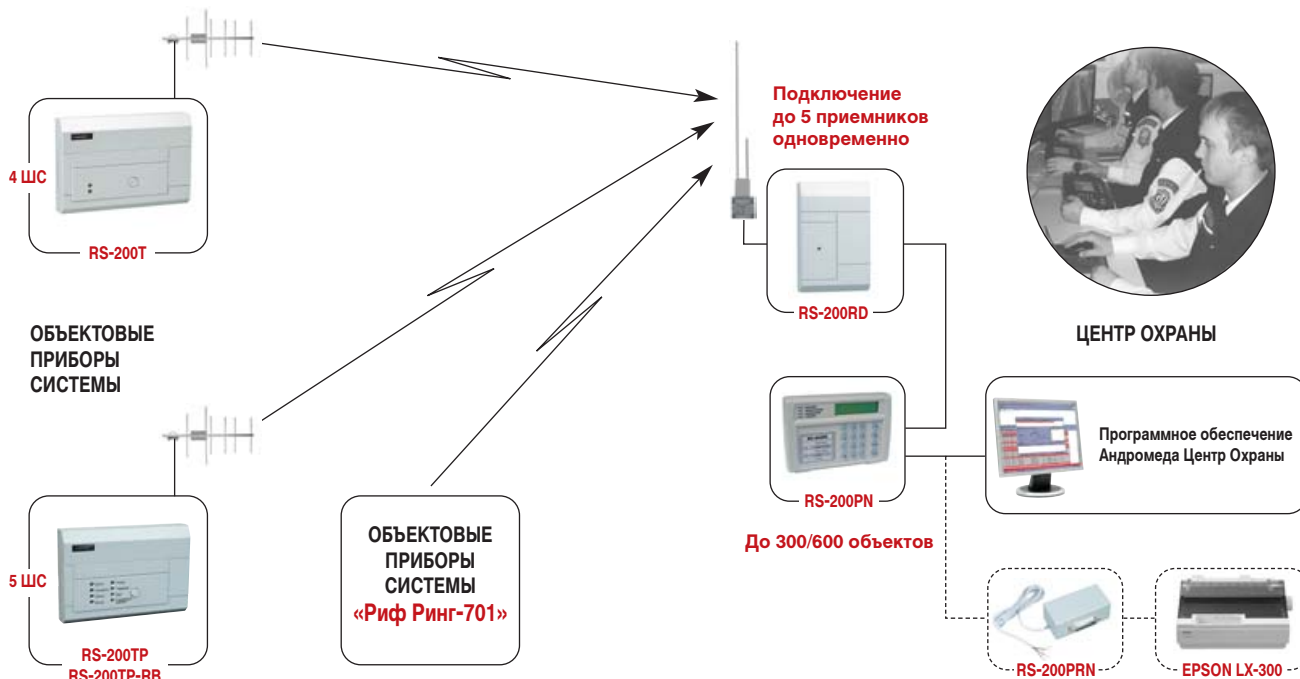 4 ШС
RS-200T
ОБЪЕКТОВЫЕ
ПРИБОРЫ
СИСТЕМЫ
5 ШС
RS-200TP
RS-200TP-RB
ОБЪЕКТОВЫЕ
ПРИБОРЫ
СИСТЕМЫ
«Риф Ринг-701»
Подключение
до 5 приемников
одновременно
RS-200RD
ЦЕНТР ОХРАНЫ
RS-200PN
До 300/600 объектов
Программное обеспечение
Андромеда Центр Охраны
RS-200PRN
EPSON LX-300